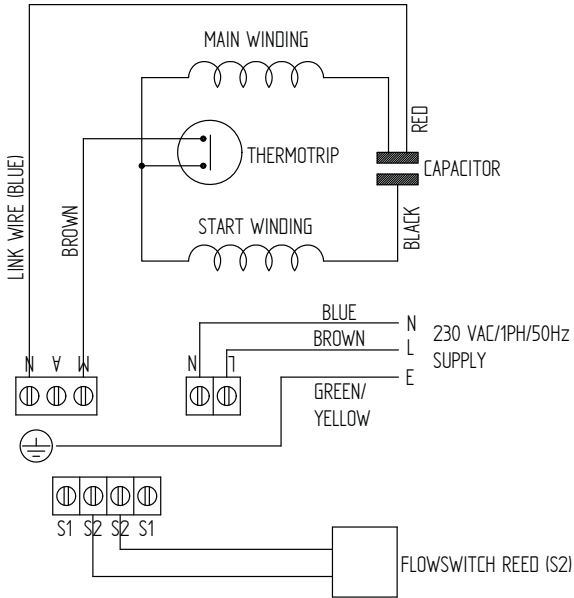 MAIN WINDING
RED
THERMOTRIP
CAPACITOR
LINK WIRE (BLUE)
BROWN
START WINDING
BLACK
BLUE
N
230 VAC/1PH/50Hz
BROWN
L
SUPPLY
N A M
N L
E
GREEN/
YELLOW
S1 S2 S2 S1
FLOWSWITCH REED (S2)